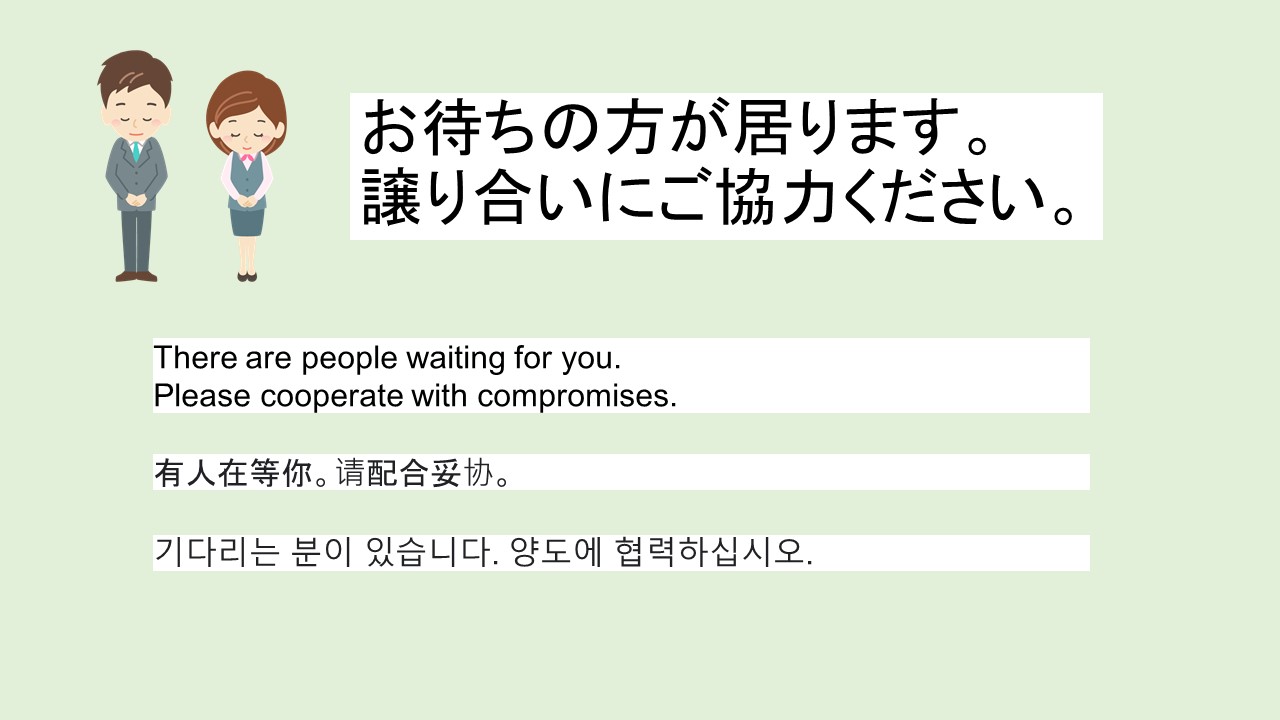 お待ちの方が居ります。
譲り合いにご協力ください。
There are people waiting for you.
Please cooperate with compromises.
有人在等你。请配合妥协。
기다리는 분이 있습니다. 양도에 협력하십시오.